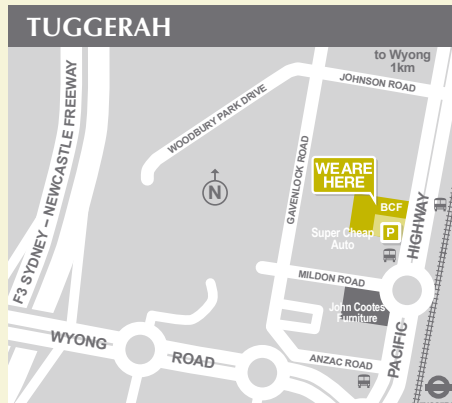 TUGGERAH
to Wyong
1km
JOHNSON ROAD
WOODBURY PARK DRIVE
F3 SYDNEY – NEWCASTLE FREEWAY
GAVENLOCK ROAD
WE ARE
HERE
BCF
P
Super Cheap
Auto
N
HIGHWAY
MILDON ROAD
John Cootes
Furniture
WYONG ROAD
ANZAC ROAD
PACIFIC